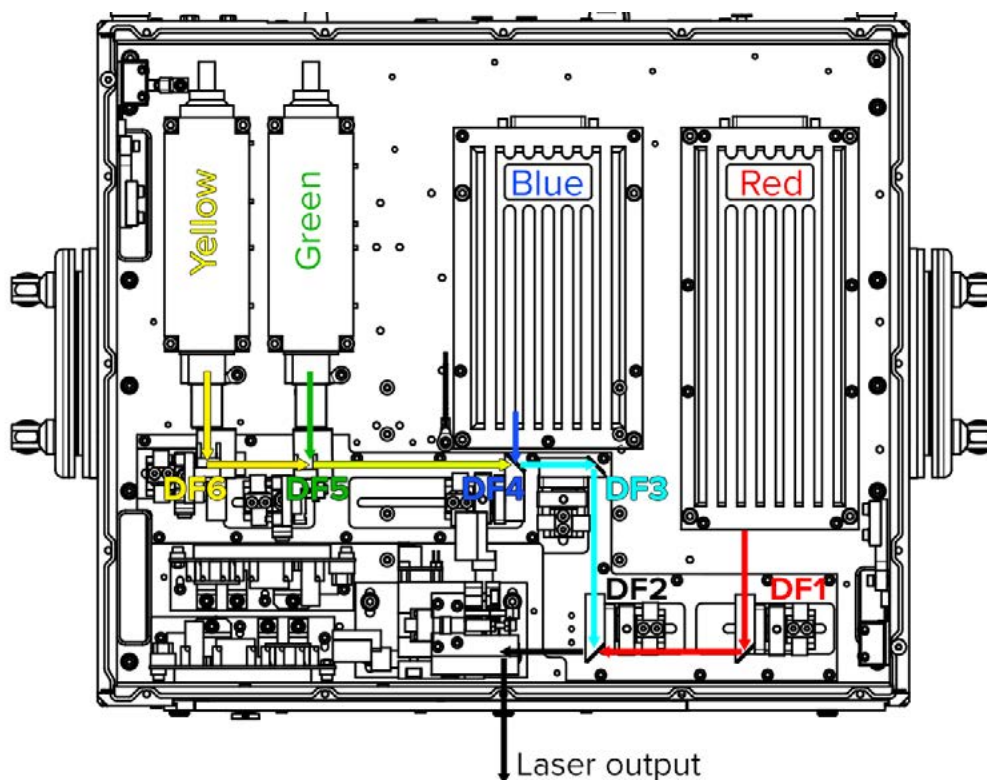 Yellow
Green
Blue
Red
DF6
DF5
DF4
DF3
DF2
DF1
Laser output